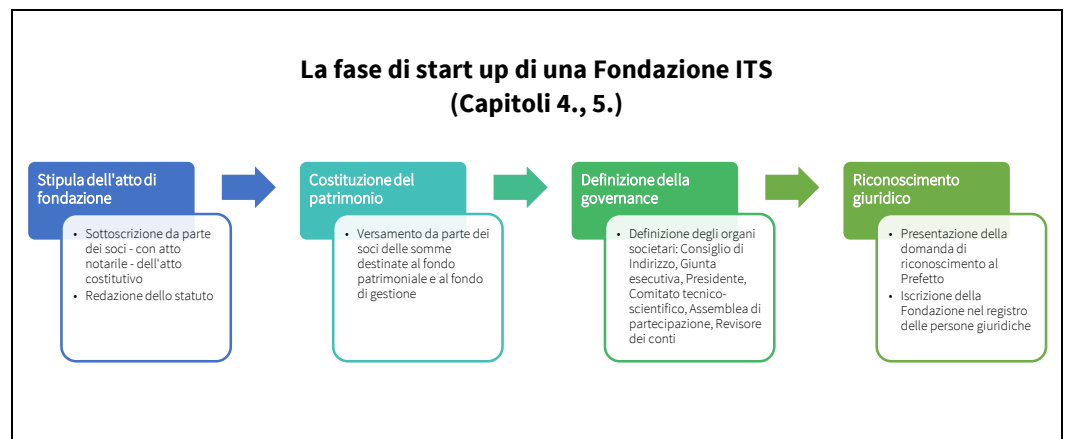 La fase di start up di una Fondazione ITS
(Capitoli 4., 5.)
Stipula dell'atto di
fondazione
• Sottoscrizione da parte
dei soci - con atto
notarile - dell'atto
costitutivo
• Redazione dello statuto
Costituzione del
patrimonio
• Versamento da parte dei
soci delle somme
destinate al fondo
patrimoniale e al fondo
di gestione
Definizione della
governance
• Definizione degli organi
societari: Consiglio di
Indirizzo, Giunta
esecutiva, Presidente,
Comitato tecnico-
scientifico, Assemblea di
partecipazione, Revisore
dei conti
Riconoscimento
giuridico
• Presentazione della
domanda di
riconoscimento al
Prefetto
• Iscrizione della
Fondazione nel registro
delle persone giuridiche